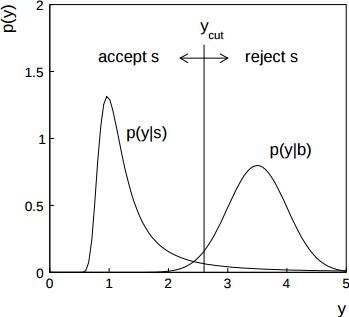 p(y)
2
y_cut
accept s
reject s
1.5
p(y|s)
p(y|b)
1
0.5
0
0 1 2 3 4 5
y